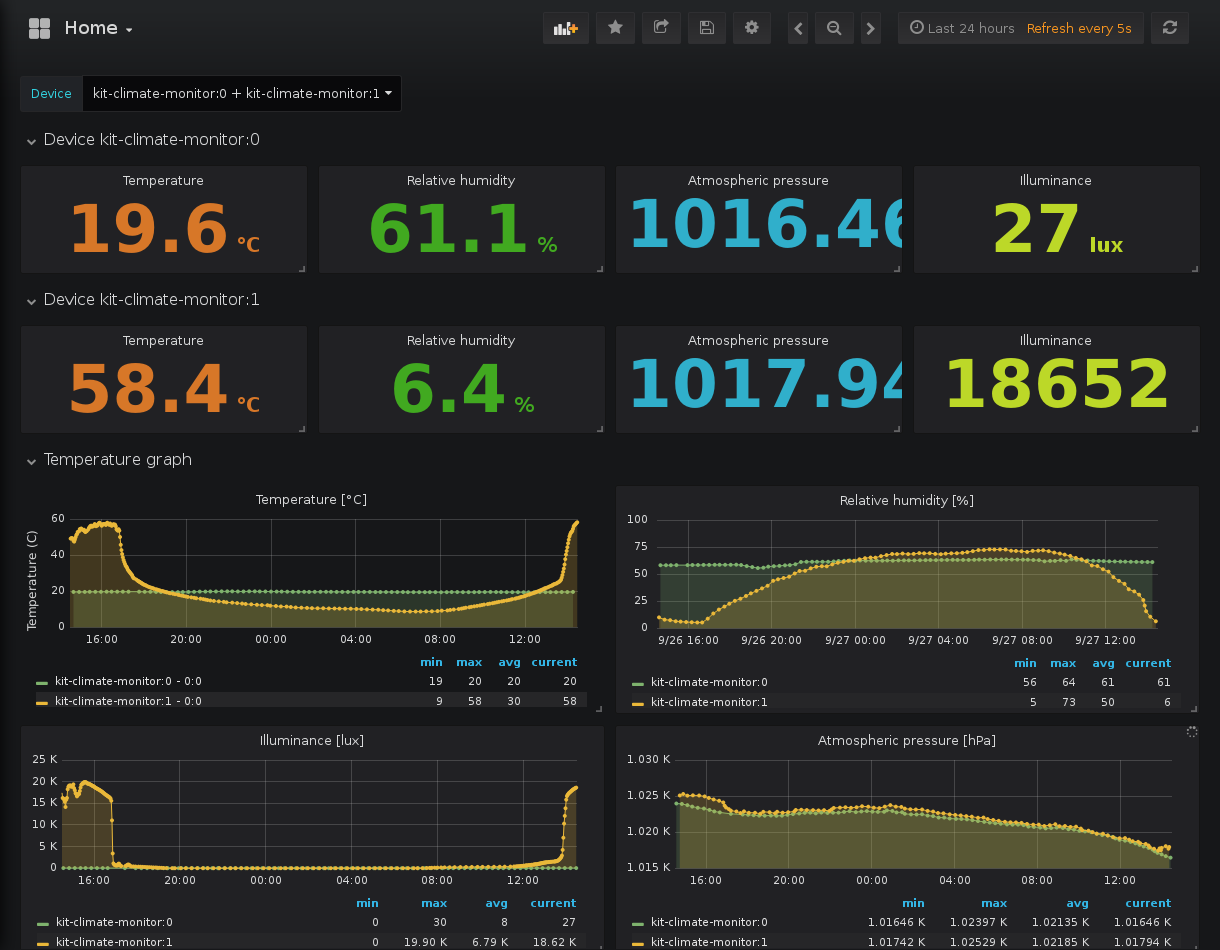 Home
Last 24 hours Refresh every 5s
Device kit-climate-monitor:0 + kit-climate-monitor:1
Device kit-climate-monitor:0
Temperature Relative humidity Atmospheric pressure Illuminance
19.6 °C 61.1 % 1016.46 27 lux
Device kit-climate-monitor:1
Temperature Relative humidity Atmospheric pressure Illuminance
58.4 °C 6.4 % 1017.94 18652
Temperature graph
Temperature [°C]
Temperature (C)
60
40
20
0
16:00 20:00 00:00 04:00 08:00 12:00
min max avg current
kit-climate-monitor:0 - 0:0 19 20 20 20
kit-climate-monitor:1 - 0:0 9 58 30 58
Relative humidity [%]
100
75
50
25
0
9/26 16:00 9/26 20:00 9/27 00:00 9/27 04:00 9/27 08:00 9/27 12:00
min max avg current
kit-climate-monitor:0 56 64 61 61
kit-climate-monitor:1 5 73 50 6
Illuminance [lux]
25 K
20 K
15 K
10 K
5 K
0
16:00 20:00 00:00 04:00 08:00 12:00
min max avg current
kit-climate-monitor:0 0 30 8 27
kit-climate-monitor:1 0 19.90 K 6.79 K 18.62 K
Atmospheric pressure [hPa]
1.030 K
1.025 K
1.020 K
1.015 K
16:00 20:00 00:00 04:00 08:00 12:00
min max avg current
kit-climate-monitor:0 1.01646 K 1.02397 K 1.02135 K 1.01646 K
kit-climate-monitor:1 1.01742 K 1.02529 K 1.02185 K 1.01794 K